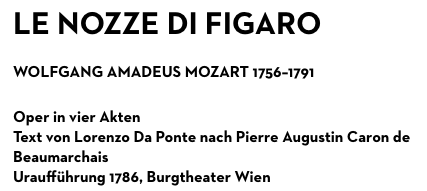 LE NOZZE DI FIGARO
WOLFGANG AMADEUS MOZART 1756–1791
Oper in vier Akten
Text von Lorenzo Da Ponte nach Pierre Augustin Caron de
Beaumarchais
Uraufführung 1786, Burgtheater Wien